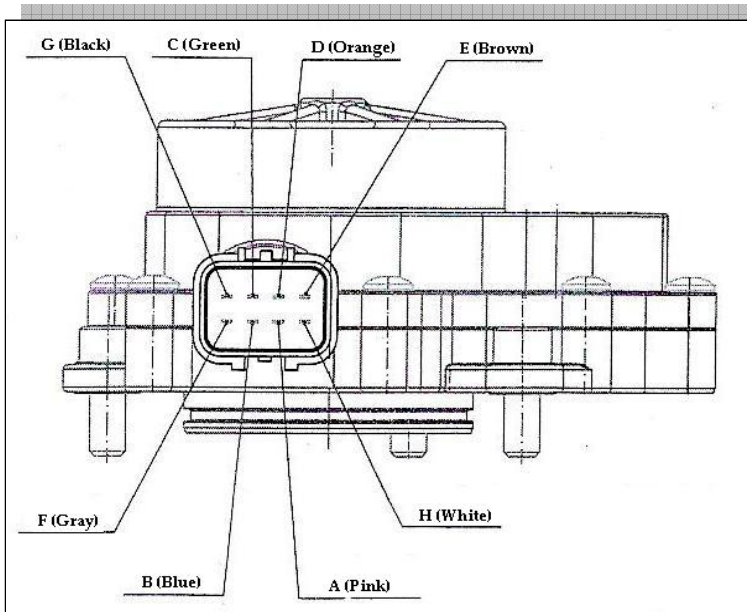 G (Black)
C (Green)
D (Orange)
E (Brown)
F (Gray)
H (White)
B (Blue)
A (Pink)